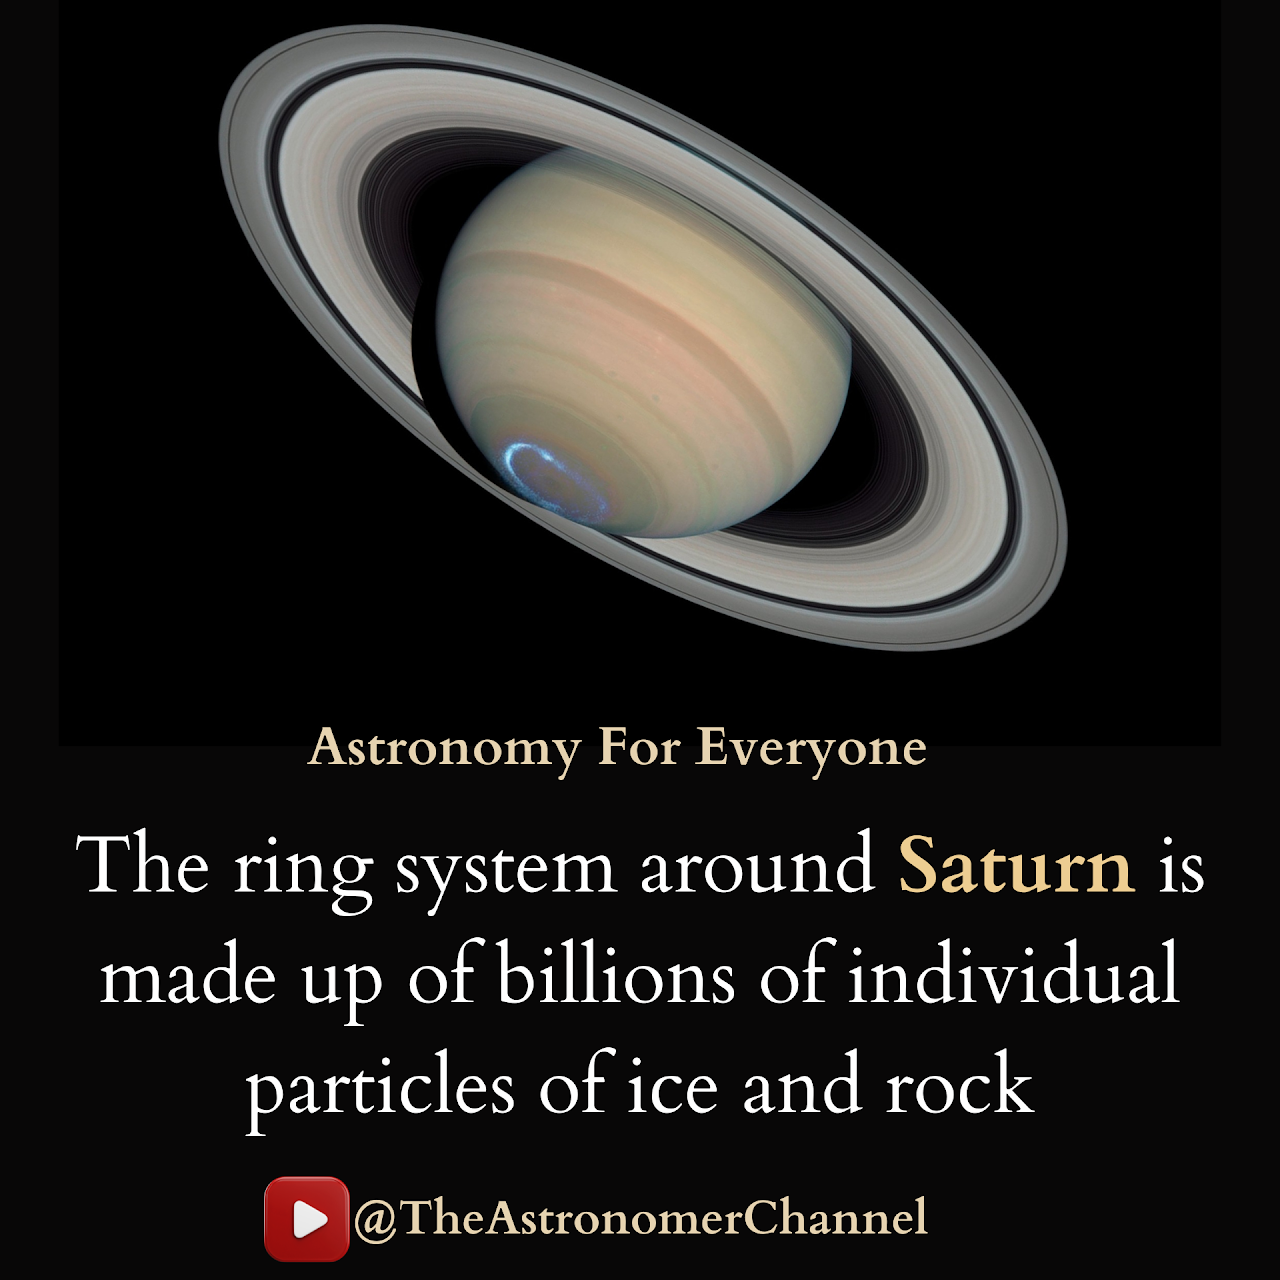 Astronomy For Everyone
The ring system around Saturn is
made up of billions of individual
particles of ice and rock
@TheAstronomerChannel